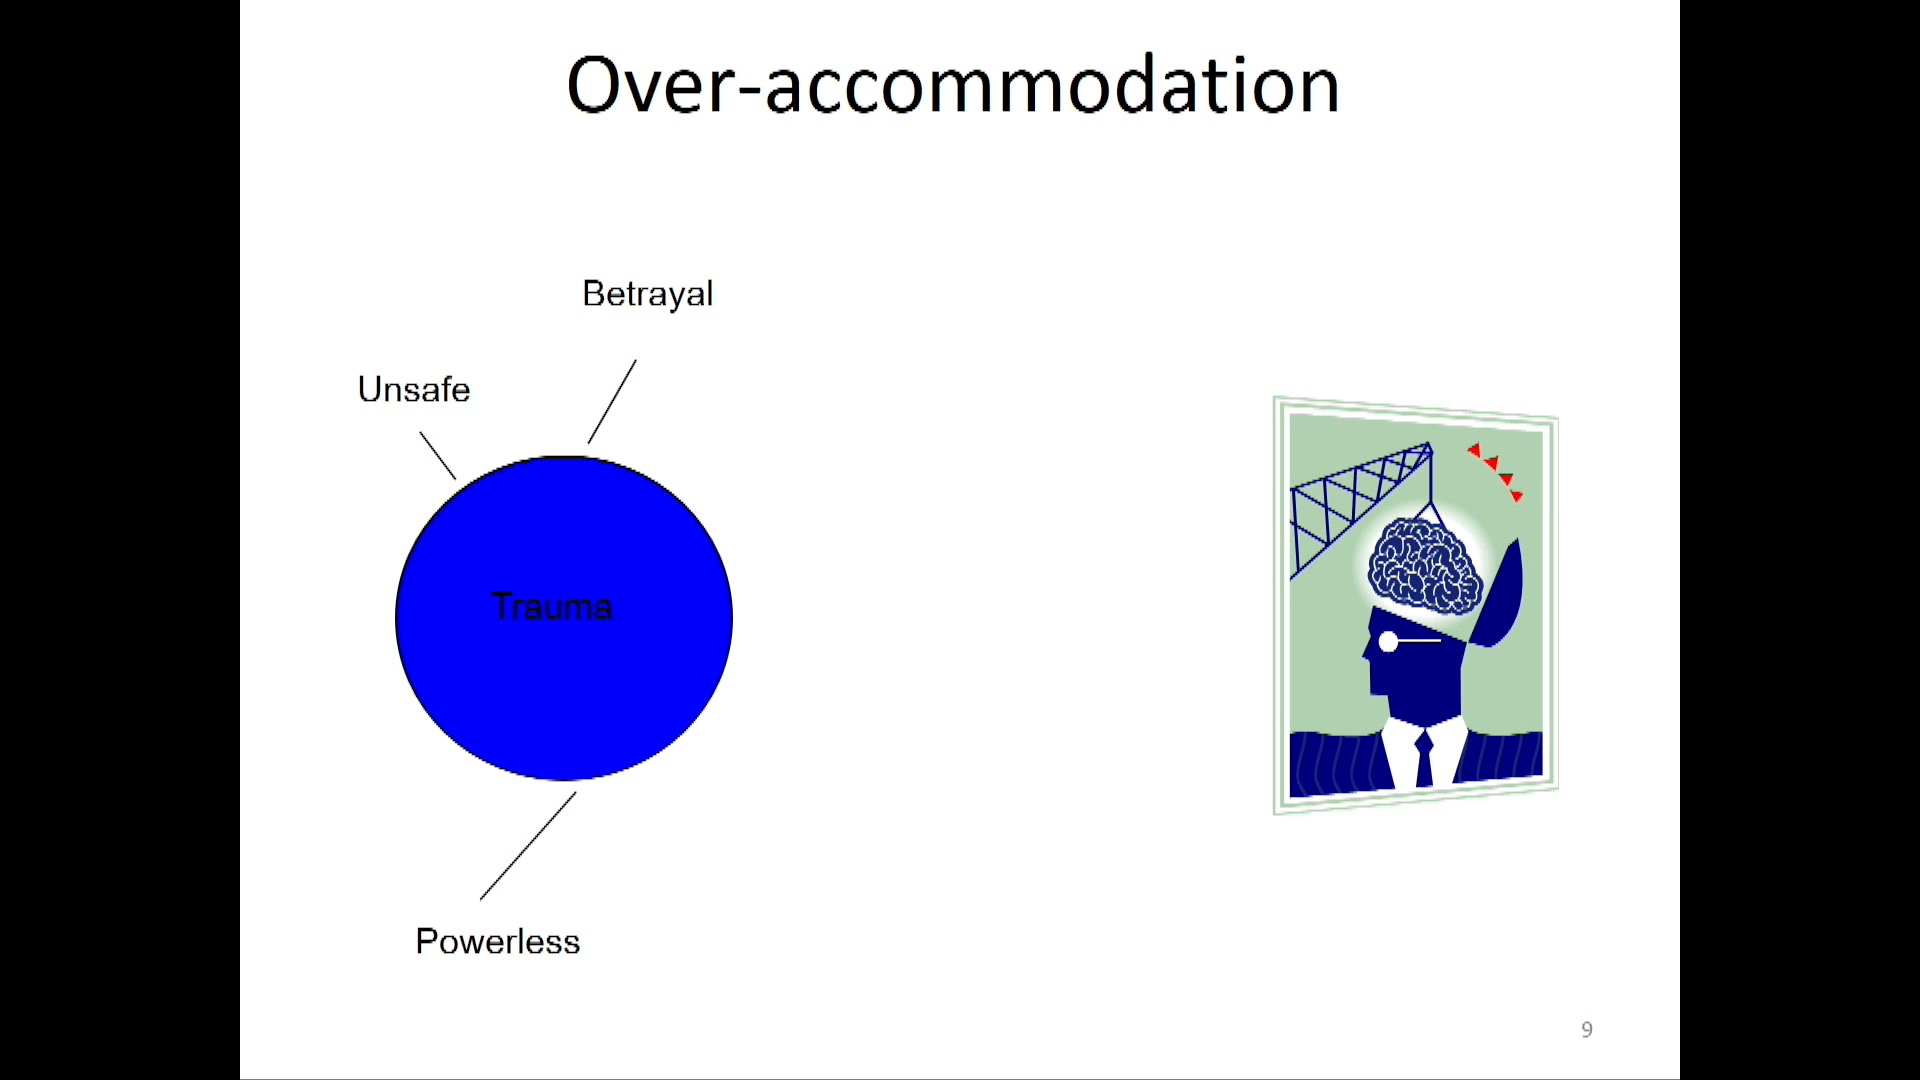 Over-accommodation
Betrayal
Unsafe
Trauma
Powerless
9